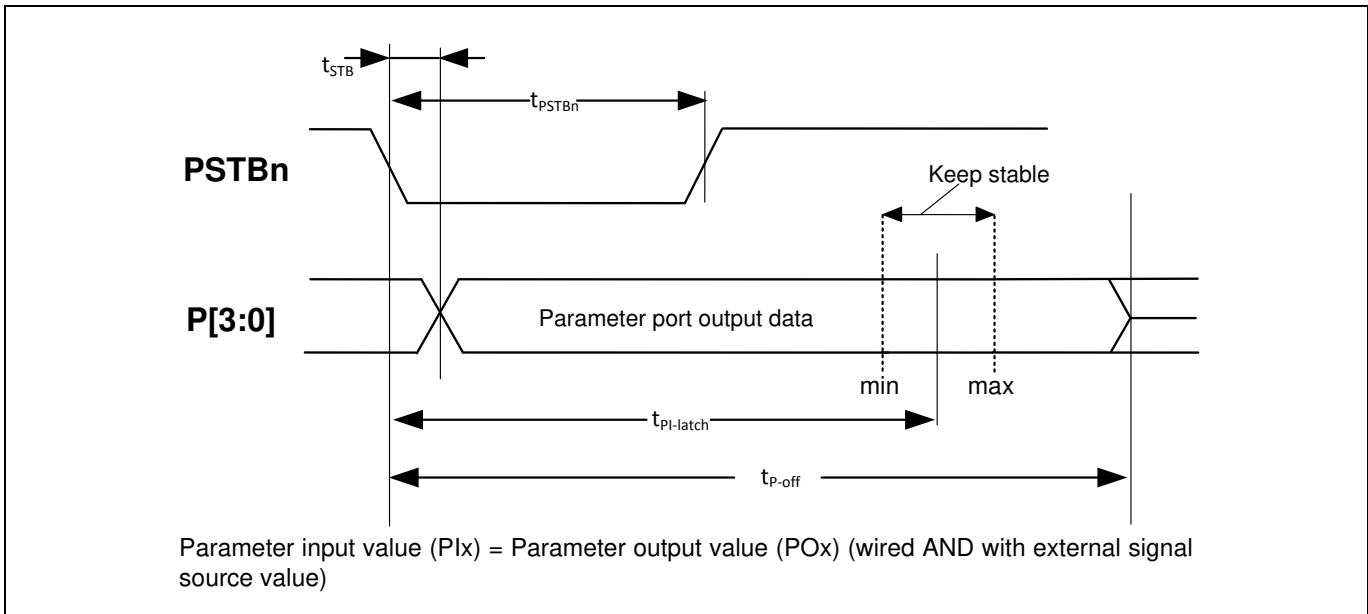 tSTB
tPSTBn
PSTBn
Keep stable
P[3:0]
Parameter port output data
min
max
tPI-latch
tP-off
Parameter input value (PIx) = Parameter output value (POx) (wired AND with external signal
source value)